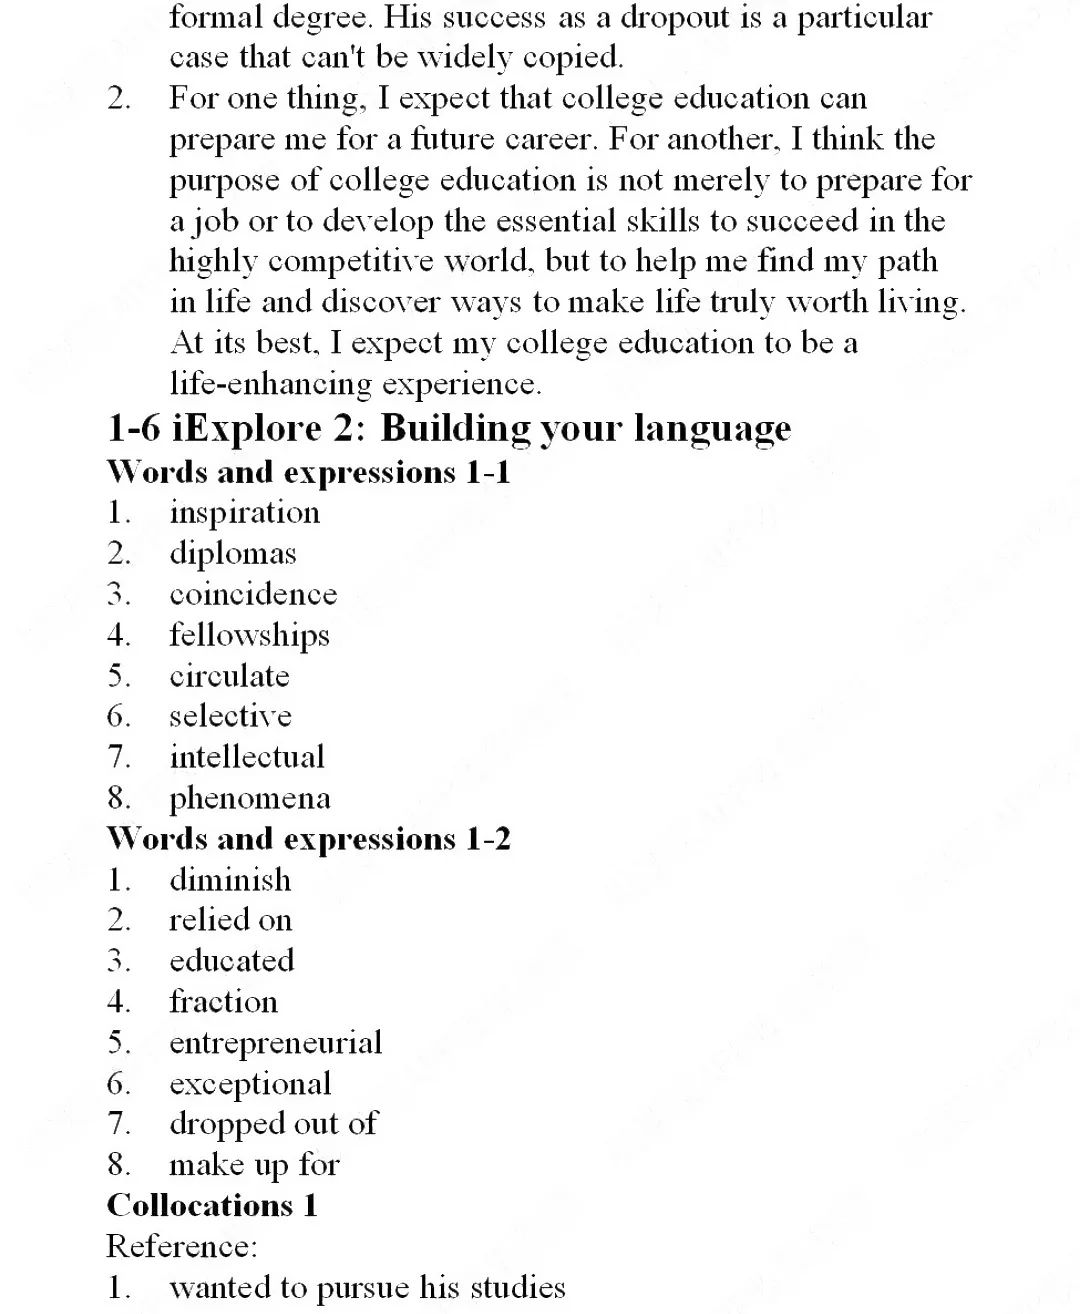 formal degree. His success as a dropout is a particular
case that can't be widely copied.
2. For one thing, I expect that college education can
prepare me for a future career. For another, I think the
purpose of college education is not merely to prepare for
a job or to develop the essential skills to succeed in the
highly competitive world, but to help me find my path
in life and discover ways to make life truly worth living.
At its best, I expect my college education to be a
life-enhancing experience.
1-6 iExplore 2: Building your language
Words and expressions 1-1
1. inspiration
2. diplomas
3. coincidence
4. fellowships
5. circulate
6. selective
7. intellectual
8. phenomena
Words and expressions 1-2
1. diminish
2. relied on
3. educated
4. fraction
5. entrepreneurial
6. exceptional
7. dropped out of
8. make up for
Collocations 1
Reference:
1. wanted to pursue his studies